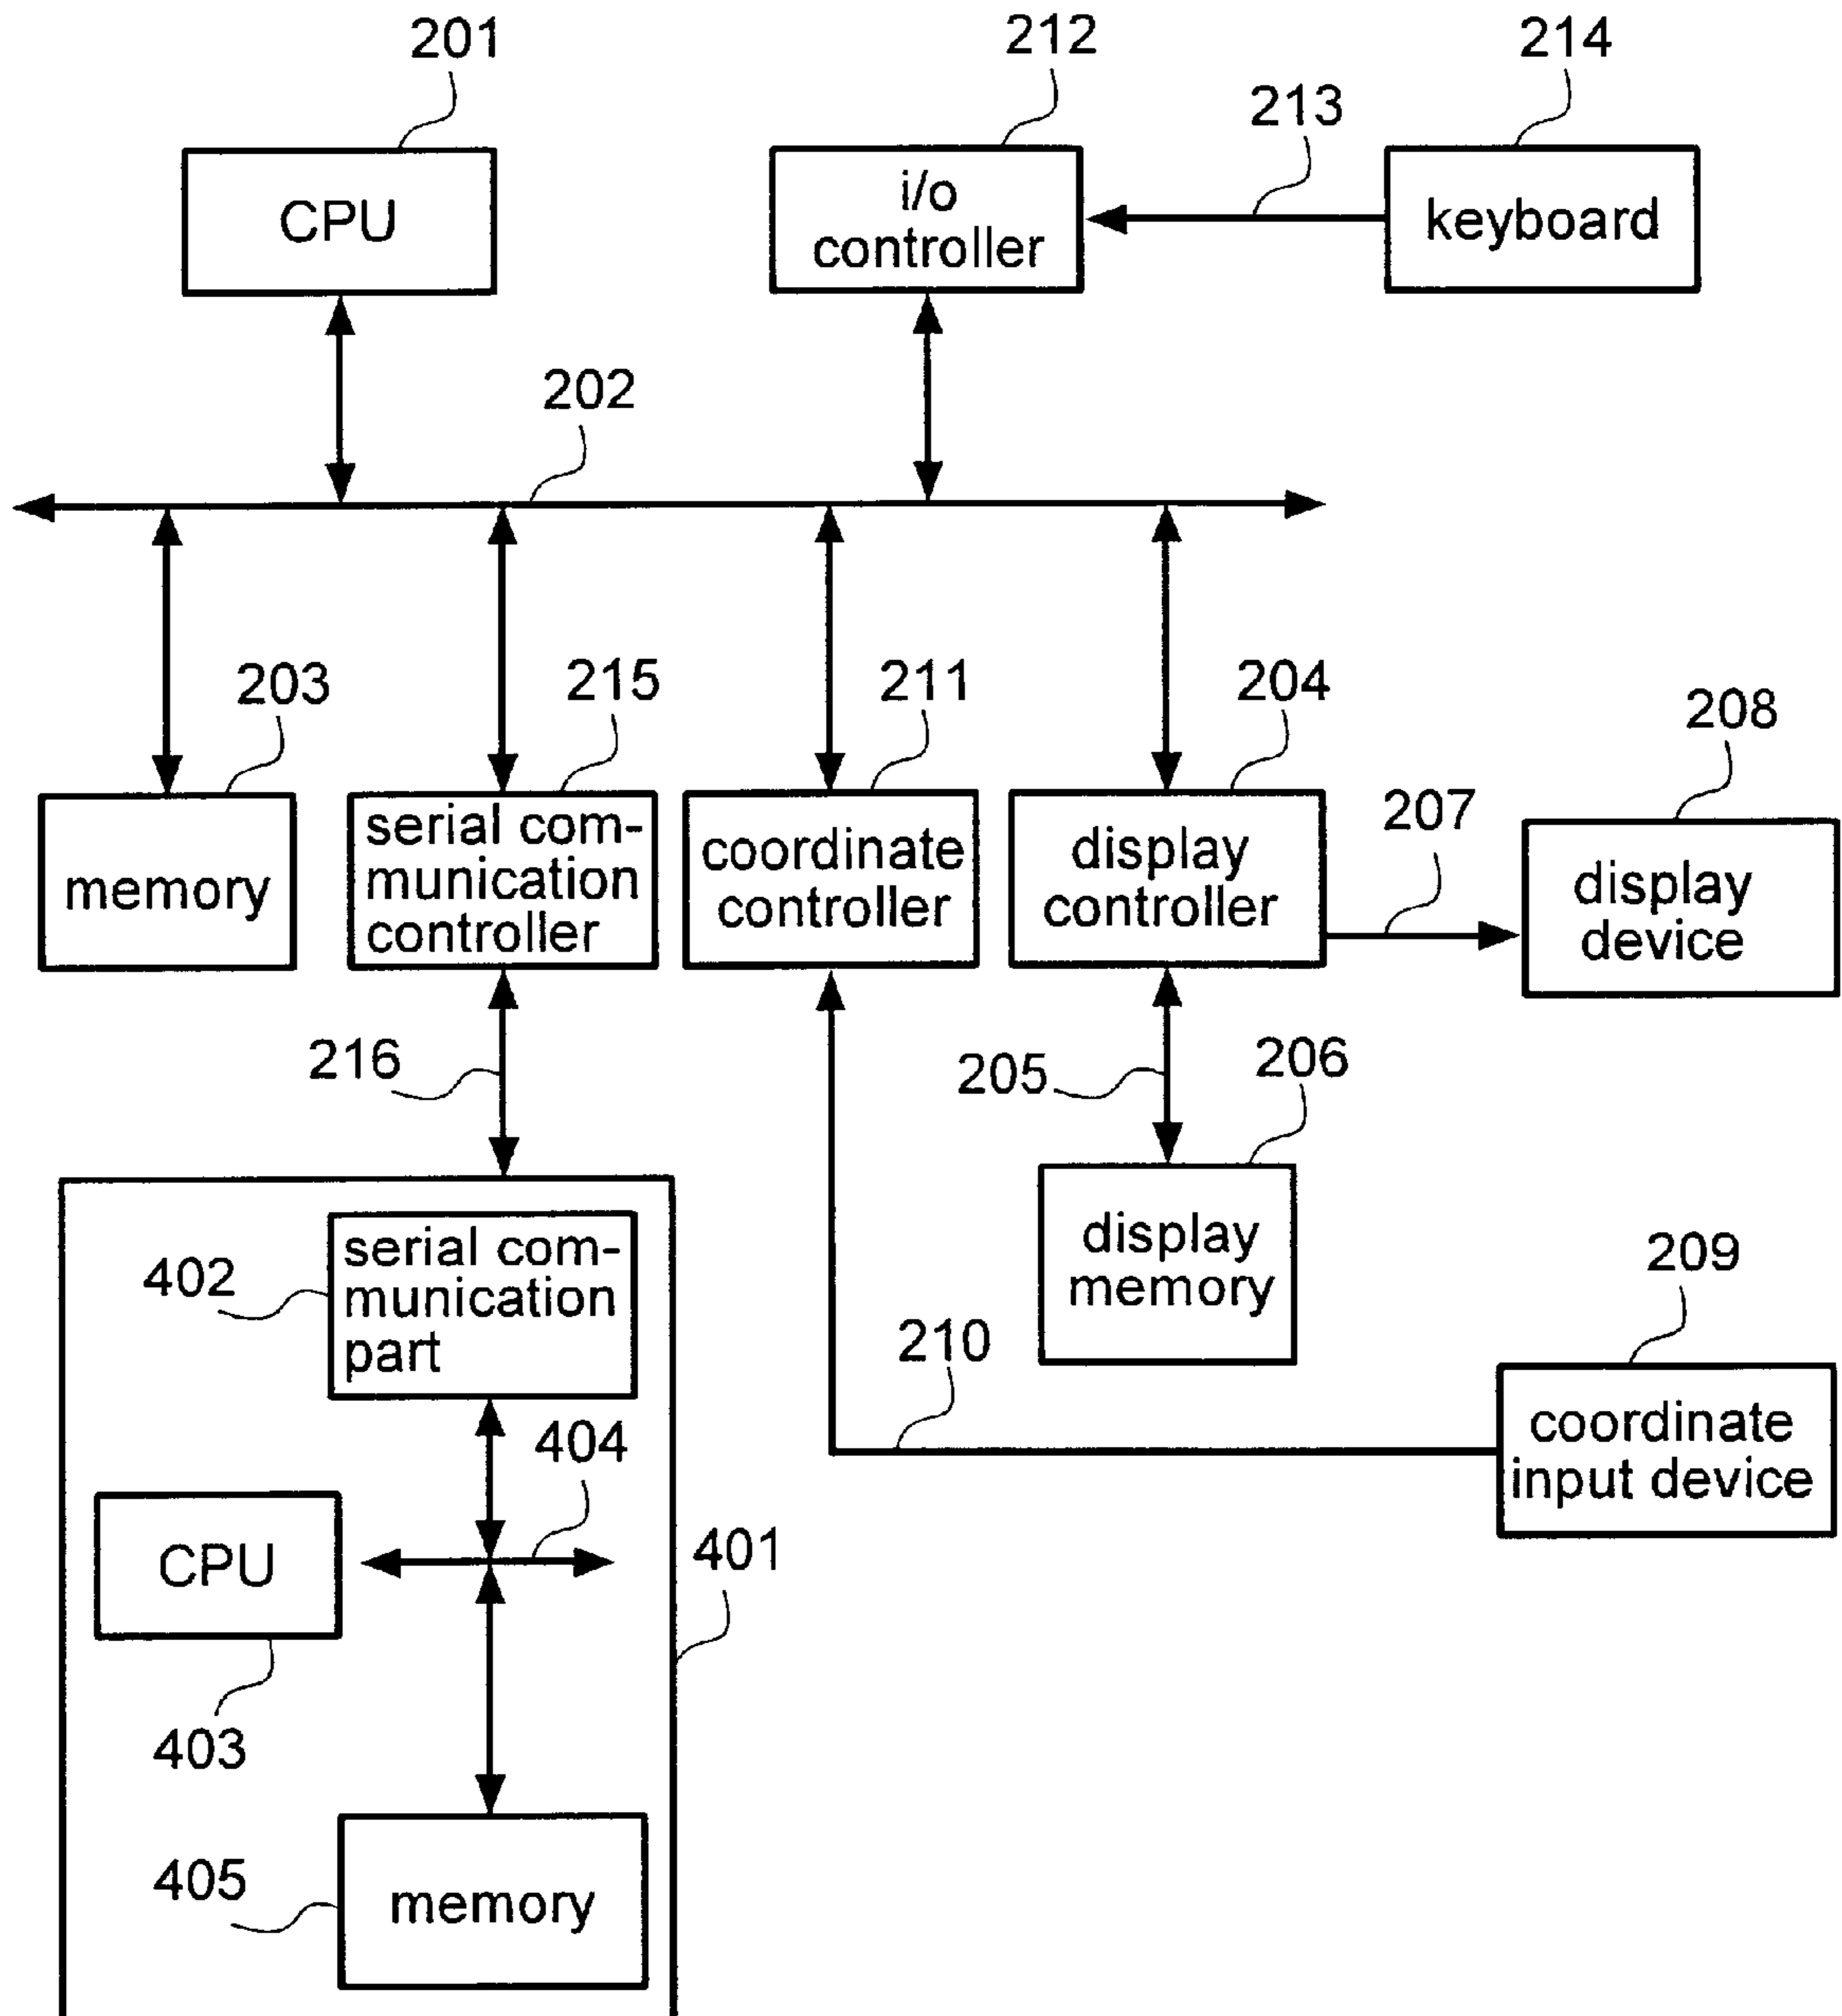 201
212
214
213
CPU
i/o
controller
keyboard
202
203
215
211
204
208
207
memory
serial com-
munication
controller
coordinate
controller
display
controller
display
device
216
205
206
402
serial com-
munication
part
display
memory
209
210
404
coordinate
input device
CPU
401
403
405
memory